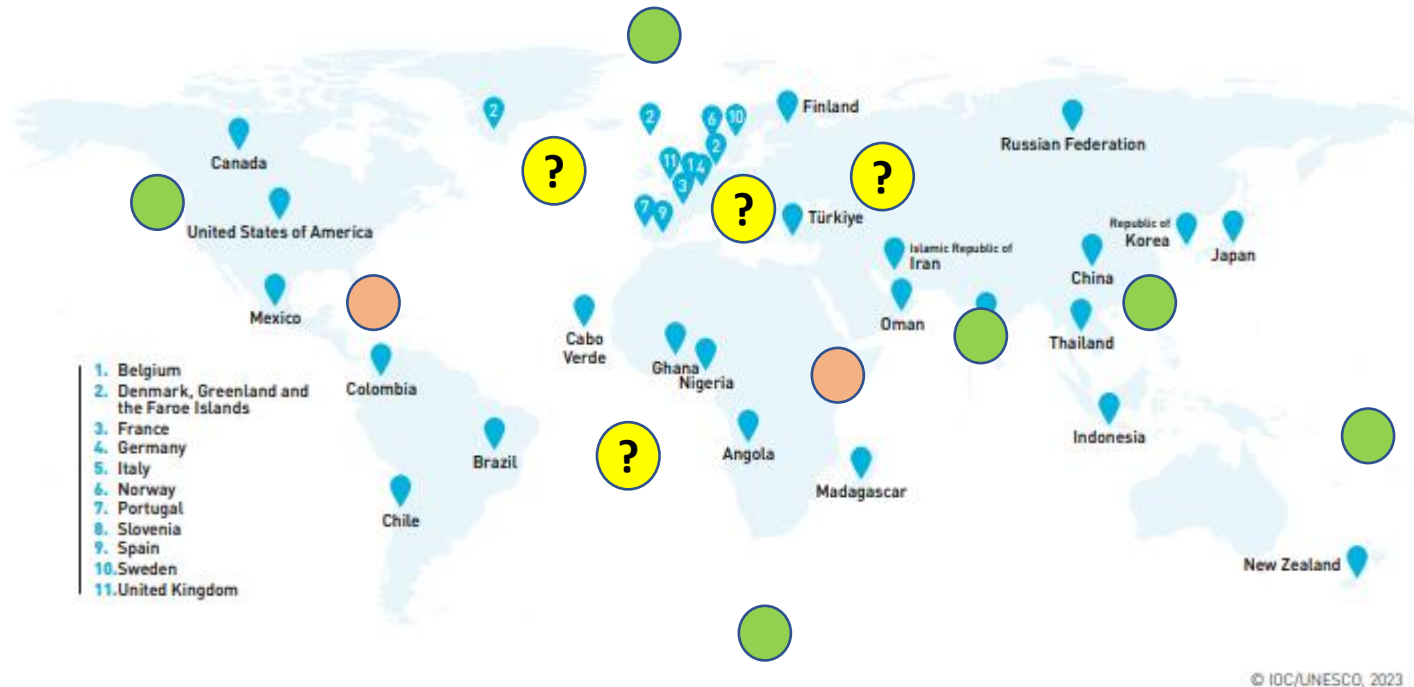 2
2
6
10
Finland
Russian Federation
Canada
?
11
1
4
2
3
?
?
7
9
Türkiye
United States of America
Republic of
Korea
Japan
Islamic Republic of
Iran
China
Mexico
Oman
Cabo
Verde
Thailand
Ghana
Nigeria
Colombia
1. Belgium
2. Denmark, Greenland and
the Faroe Islands
3. France
4. Germany
5. Italy
6. Norway
7. Portugal
8. Slovenia
9. Spain
10.Sweden
11.United Kingdom
Indonesia
Brazil
?
Angola
Madagascar
Chile
New Zealand
© IOC/UNESCO, 2023